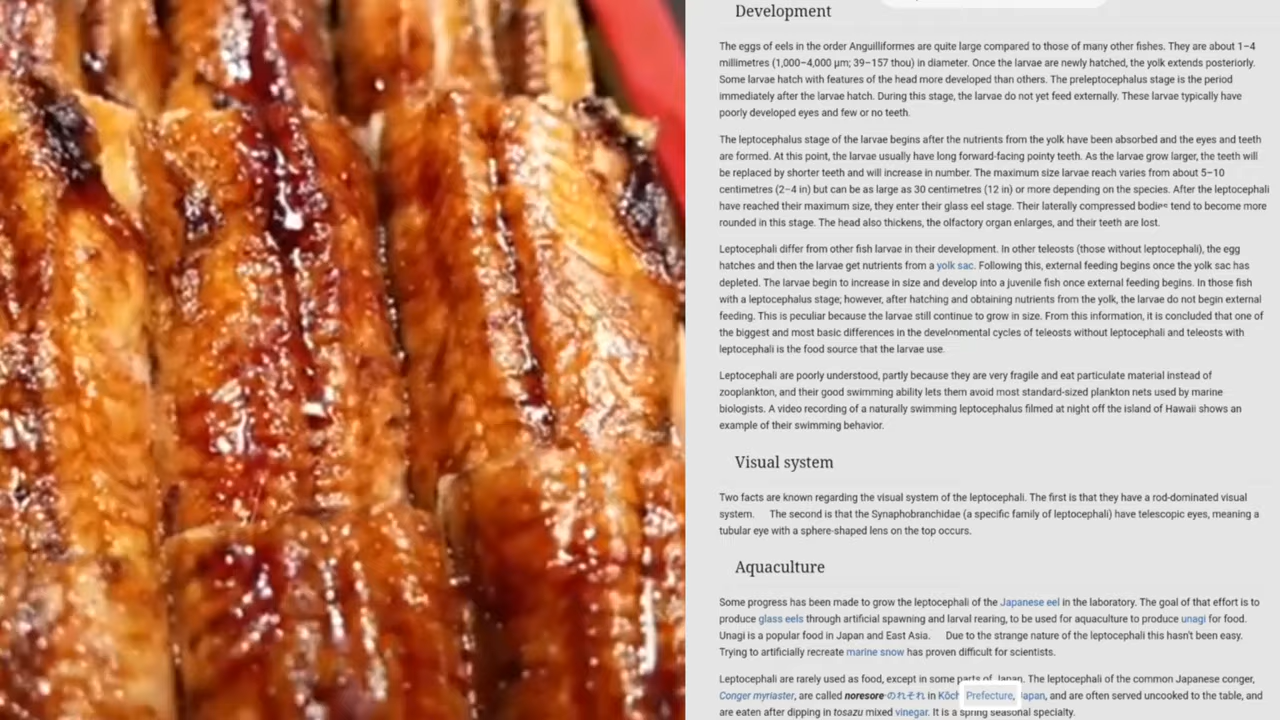 Development
The eggs of eels in the order Anguilliformes are quite large compared to those of many other fishes. They are about 1–4
millimetres (1,000–4,000 μm; 39–157 thou) in diameter. Once the larvae are newly hatched, the yolk extends posteriorly.
Some larvae hatch with features of the head more developed than others. The preleptocephalus stage is the period
immediately after the larvae hatch. During this stage, the larvae do not yet feed externally. These larvae typically have
poorly developed eyes and few or no teeth.
The leptocephalus stage of the larvae begins after the nutrients from the yolk have been absorbed and the eyes and teeth
are formed. At this point, the larvae usually have long forward-facing pointy teeth. As the larvae grow larger, the teeth will
be replaced by shorter teeth and will increase in number. The maximum size larvae reach varies from about 5–10
centimetres (2–4 in) but can be as large as 30 centimetres (12 in) or more depending on the species. After the leptocephali
have reached their maximum size, they enter their glass eel stage. Their laterally compressed bodies tend to become more
rounded in this stage. The head also thickens, the olfactory organ enlarges, and their teeth are lost.
Leptocephali differ from other fish larvae in their development. In other teleosts (those without leptocephali), the egg
hatches and then the larvae get nutrients from a yolk sac. Following this, external feeding begins once the yolk sac has
depleted. The larvae begin to increase in size and develop into a juvenile fish once external feeding begins. In those fish
with a leptocephalus stage; however, after hatching and obtaining nutrients from the yolk, the larvae do not begin external
feeding. This is peculiar because the larvae still continue to grow in size. From this information, it is concluded that one of
the biggest and most basic differences in the developmental cycles of teleosts without leptocephali and teleosts with
leptocephali is the food source that the larvae use.
Leptocephali are poorly understood, partly because they are very fragile and eat particulate material instead of
zooplankton, and their good swimming ability lets them avoid most standard-sized plankton nets used by marine
biologists. A video recording of a naturally swimming leptocephalus filmed at night off the island of Hawaii shows an
example of their swimming behavior.
Visual system
Two facts are known regarding the visual system of the leptocephali. The first is that they have a rod-dominated visual
system. The second is that the Synaphobranchidae (a specific family of leptocephali) have telescopic eyes, meaning a
tubular eye with a sphere-shaped lens on the top occurs.
Aquaculture
Some progress has been made to grow the leptocephali of the Japanese eel in the laboratory. The goal of that effort is to
produce glass eels through artificial spawning and larval rearing, to be used for aquaculture to produce unagi for food.
Unagi is a popular food in Japan and East Asia. Due to the strange nature of the leptocephali this hasn't been easy.
Trying to artificially recreate marine snow has proven difficult for scientists.
Leptocephali are rarely used as food, except in some parts of Japan. The leptocephali of the common Japanese conger,
Conger myriaster, are called noresore のれそれ in Kōchi Prefecture, Japan, and are often served uncooked to the table, and
are eaten after dipping in tosazu mixed vinegar. It is a spring seasonal specialty.